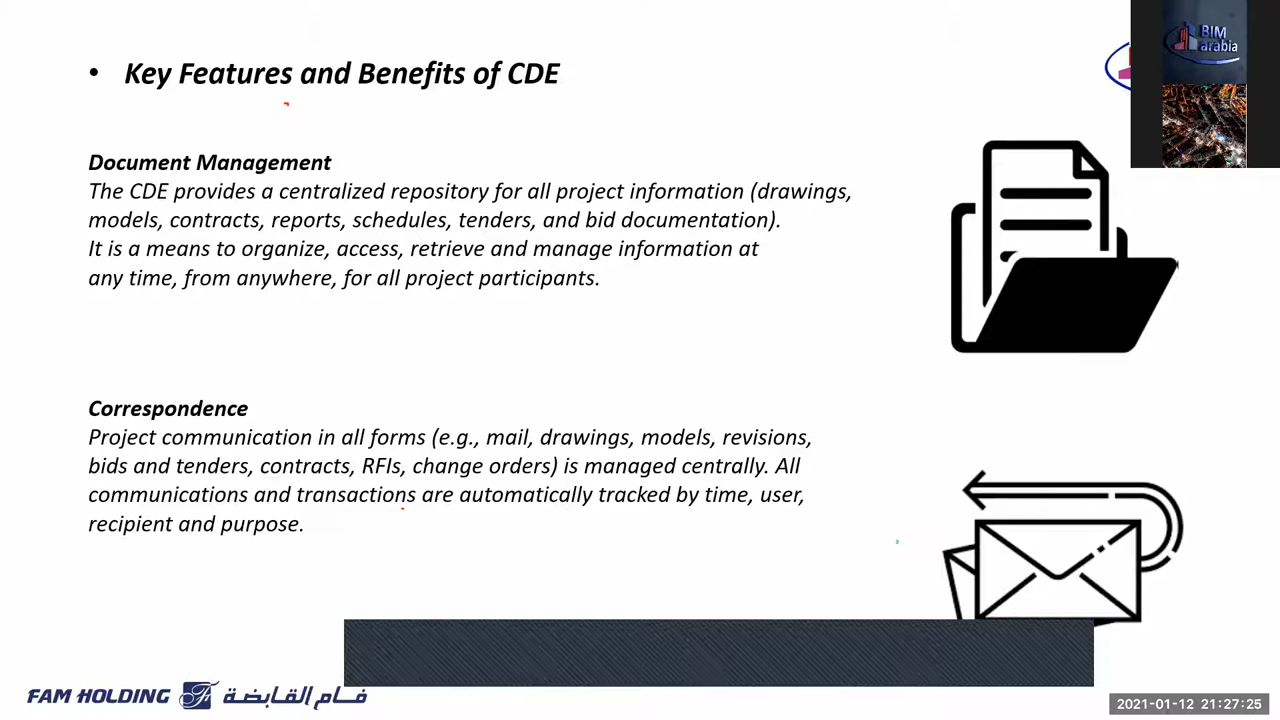 • Key Features and Benefits of CDE
BIM
arabia
Document Management
The CDE provides a centralized repository for all project information (drawings,
models, contracts, reports, schedules, tenders, and bid documentation).
It is a means to organize, access, retrieve and manage information at
any time, from anywhere, for all project participants.
Correspondence
Project communication in all forms (e.g., mail, drawings, models, revisions,
bids and tenders, contracts, RFIs, change orders) is managed centrally. All
communications and transactions are automatically tracked by time, user,
recipient and purpose.
FAM HOLDING فـام القابضة
2021-01-12 21:27:25